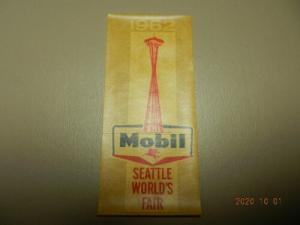 1962
Mobil
SEATTLE
WORLD'S
FAIR
2020 10 01